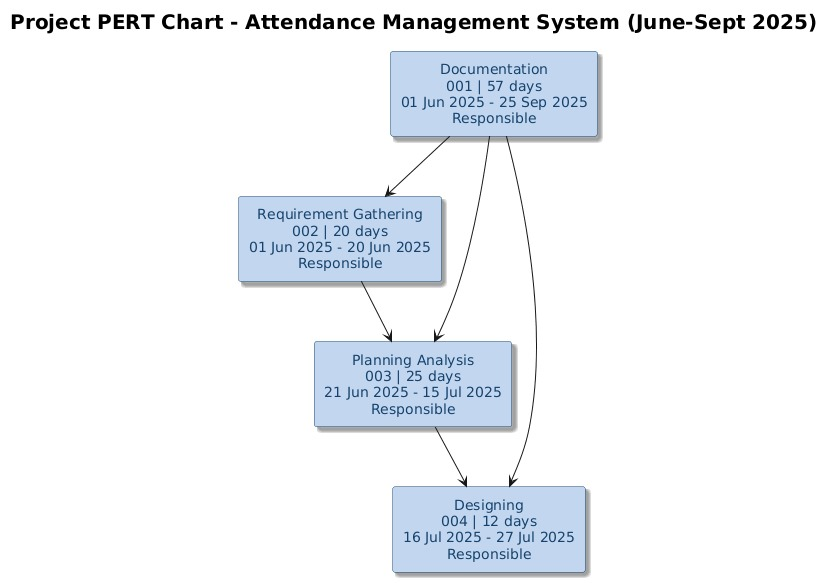 Project PERT Chart - Attendance Management System (June-Sept 2025)
Documentation
001 | 57 days
01 Jun 2025 - 25 Sep 2025
Responsible
Requirement Gathering
002 | 20 days
01 Jun 2025 - 20 Jun 2025
Responsible
Planning Analysis
003 | 25 days
21 Jun 2025 - 15 Jul 2025
Responsible
Designing
004 | 12 days
16 Jul 2025 - 27 Jul 2025
Responsible